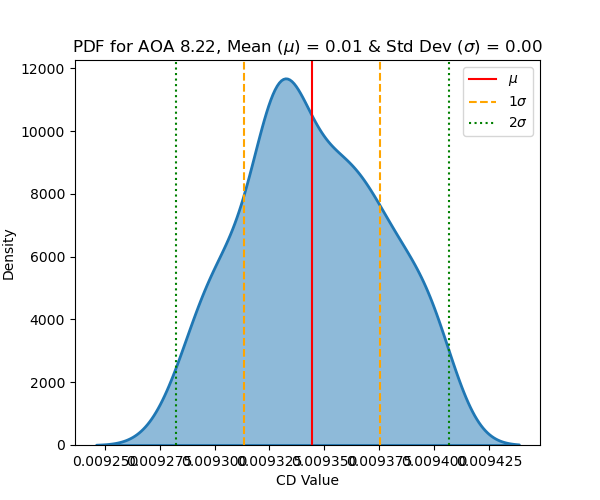 PDF for AOA 8.22, Mean (μ) = 0.01 & Std Dev (σ) = 0.00
12000
10000
8000
6000
4000
2000
0
Density
μ
1σ
2σ
0.009250 0.009275 0.009300 0.009325 0.009350 0.009375 0.009400 0.009425
CD Value